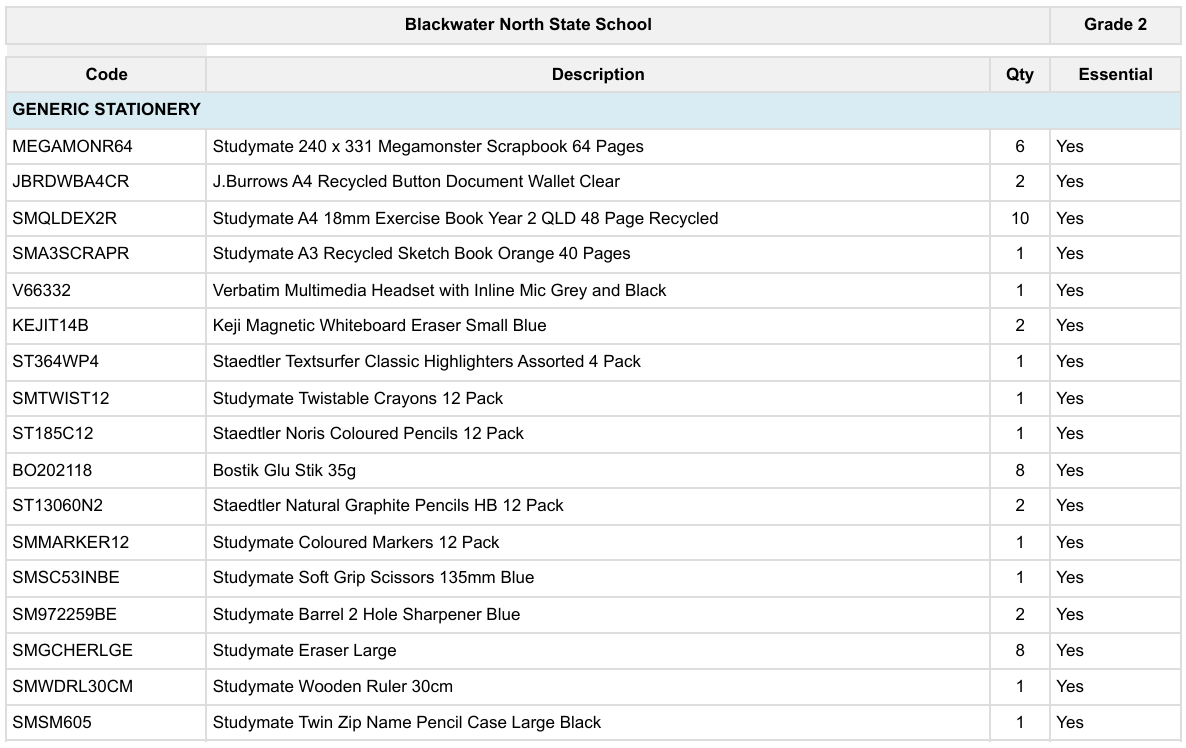 Blackwater North State School Grade 2
Code Description Qty Essential
GENERIC STATIONERY
MEGAMONR64 Studymate 240 x 331 Megamonster Scrapbook 64 Pages 6 Yes
JBRDWBA4CR J.Burrows A4 Recycled Button Document Wallet Clear 2 Yes
SMQLDEX2R Studymate A4 18mm Exercise Book Year 2 QLD 48 Page Recycled 10 Yes
SMA3SCRAPR Studymate A3 Recycled Sketch Book Orange 40 Pages 1 Yes
V66332 Verbatim Multimedia Headset with Inline Mic Grey and Black 1 Yes
KEJIT14B Keji Magnetic Whiteboard Eraser Small Blue 2 Yes
ST364WP4 Staedtler Textsurfer Classic Highlighters Assorted 4 Pack 1 Yes
SMTWIST12 Studymate Twistable Crayons 12 Pack 1 Yes
ST185C12 Staedtler Noris Coloured Pencils 12 Pack 1 Yes
BO202118 Bostik Glu Stik 35g 8 Yes
ST13060N2 Staedtler Natural Graphite Pencils HB 12 Pack 2 Yes
SMMARKER12 Studymate Coloured Markers 12 Pack 1 Yes
SMSC53INBE Studymate Soft Grip Scissors 135mm Blue 1 Yes
SM972259BE Studymate Barrel 2 Hole Sharpener Blue 2 Yes
SMGCHERLGE Studymate Eraser Large 8 Yes
SMWDRL30CM Studymate Wooden Ruler 30cm 1 Yes
SMSM605 Studymate Twin Zip Name Pencil Case Large Black 1 Yes